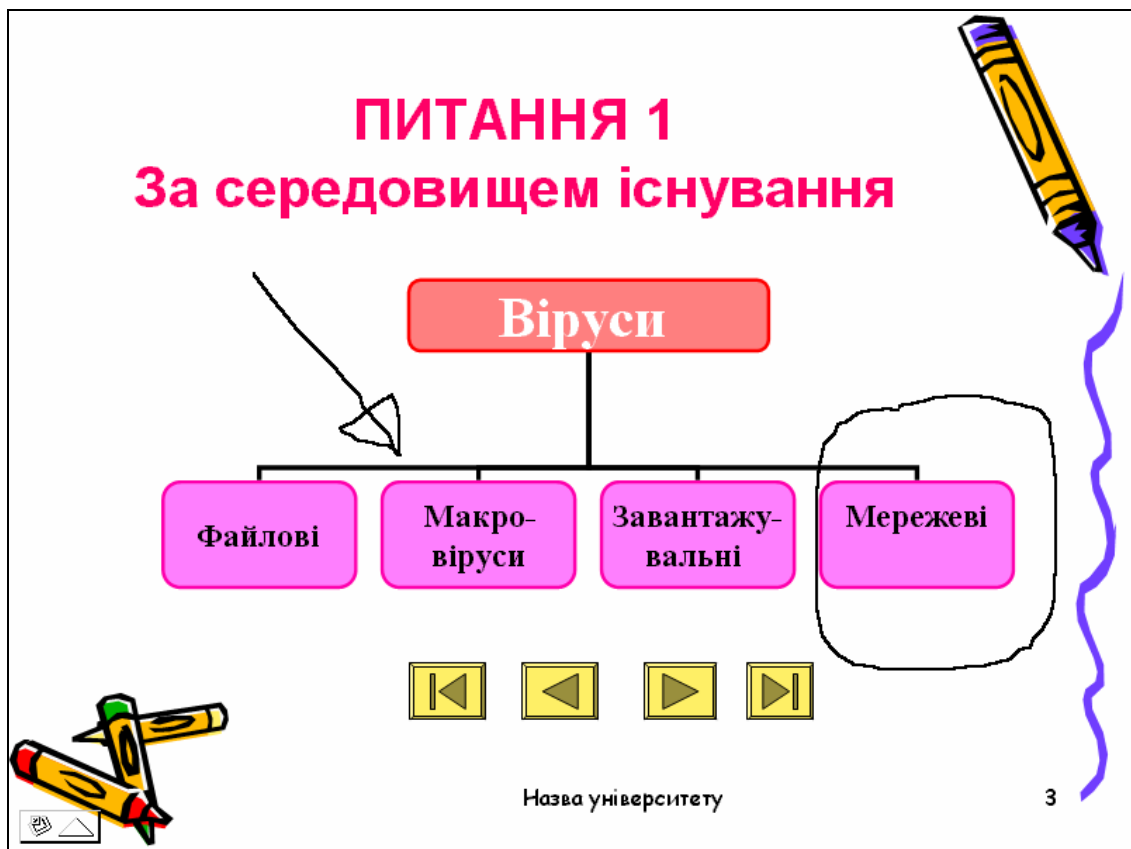 ПИТАННЯ 1
За середовищем існування
Віруси
Файлові
Макро-
віруси
Завантажу-
вальні
Мережеві
Назва університету
3